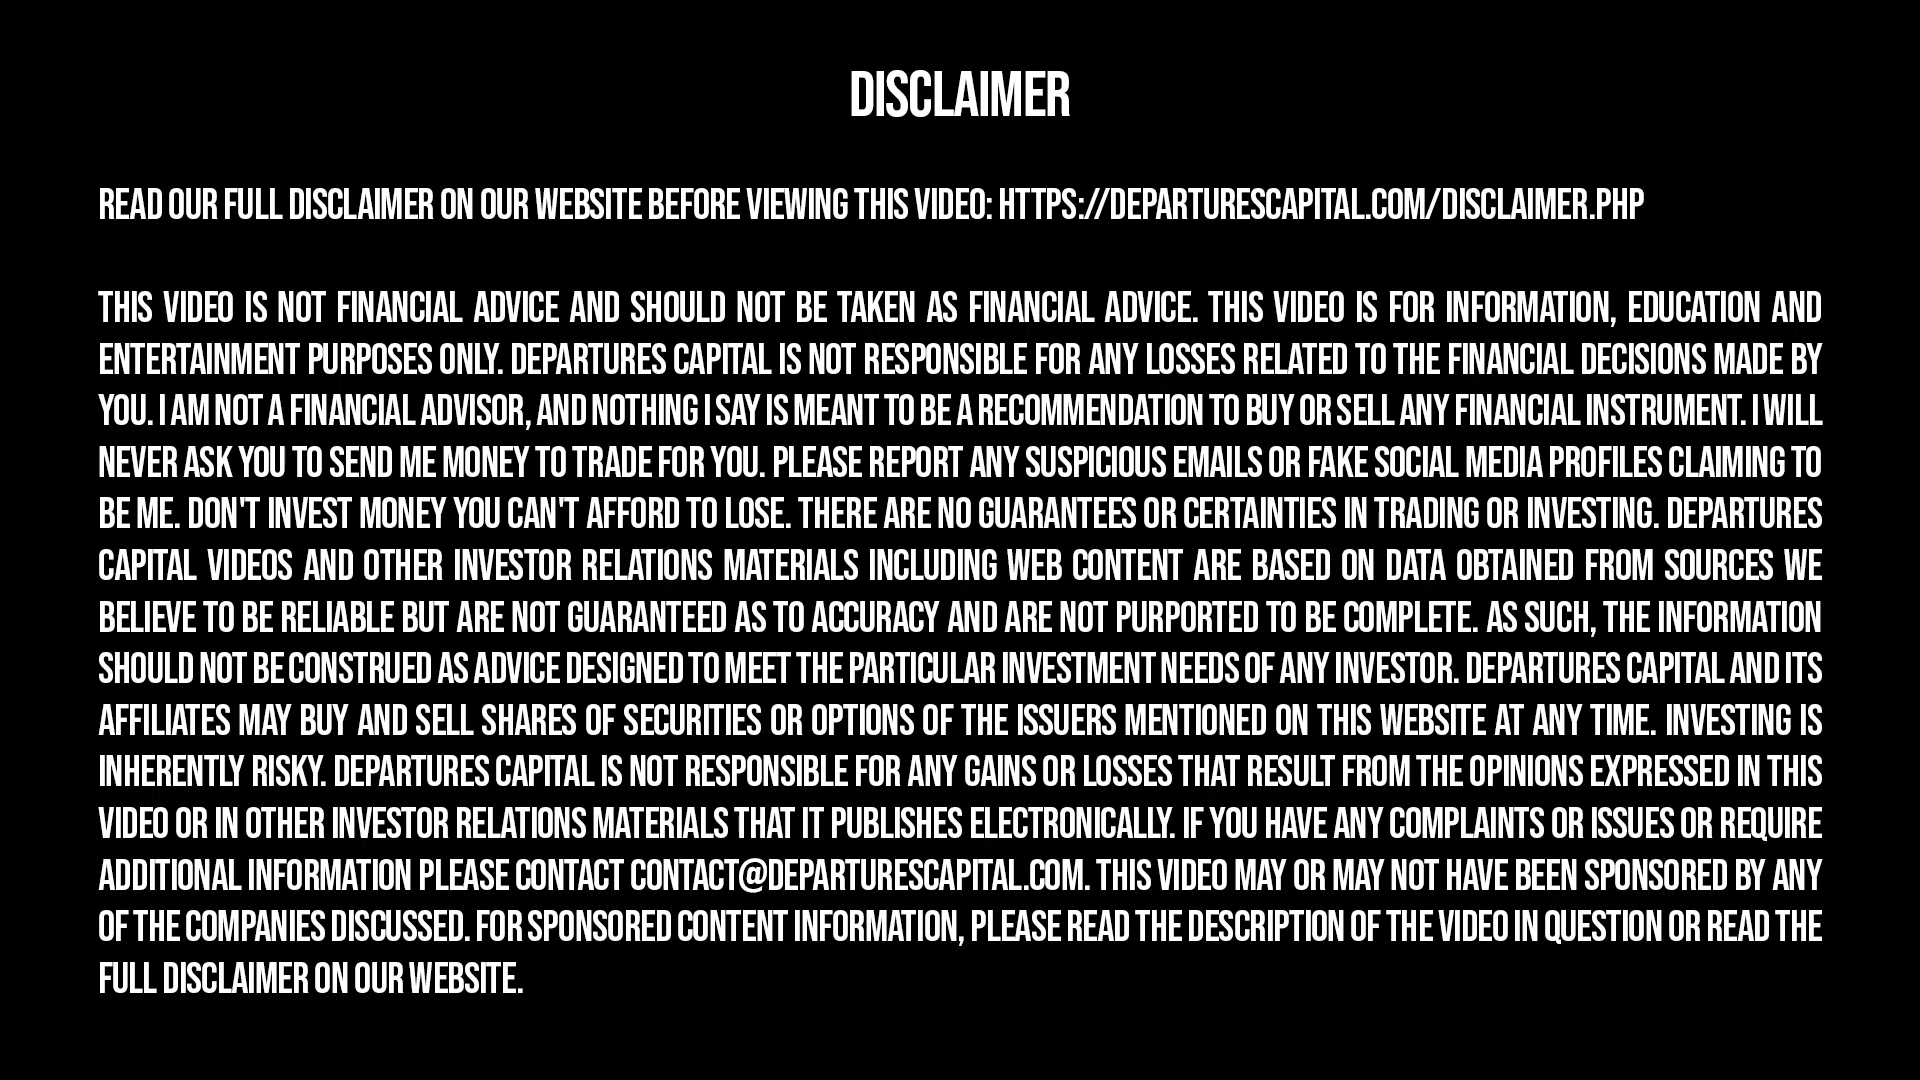 DISCLAIMER
READ OUR FULL DISCLAIMER ON OUR WEBSITE BEFORE VIEWING THIS VIDEO: HTTPS://DEPARTURESCAPITAL.COM/DISCLAIMER.PHP
THIS VIDEO IS NOT FINANCIAL ADVICE AND SHOULD NOT BE TAKEN AS FINANCIAL ADVICE. THIS VIDEO IS FOR INFORMATION, EDUCATION AND
ENTERTAINMENT PURPOSES ONLY. DEPARTURES CAPITAL IS NOT RESPONSIBLE FOR ANY LOSSES RELATED TO THE FINANCIAL DECISIONS MADE BY
YOU. I AM NOT A FINANCIAL ADVISOR, AND NOTHING I SAY IS MEANT TO BE A RECOMMENDATION TO BUY OR SELL ANY FINANCIAL INSTRUMENT. I WILL
NEVER ASK YOU TO SEND ME MONEY TO TRADE FOR YOU. PLEASE REPORT ANY SUSPICIOUS EMAILS OR FAKE SOCIAL MEDIA PROFILES CLAIMING TO
BE ME. DON'T INVEST MONEY YOU CAN'T AFFORD TO LOSE. THERE ARE NO GUARANTEES OR CERTAINTIES IN TRADING OR INVESTING. DEPARTURES
CAPITAL VIDEOS AND OTHER INVESTOR RELATIONS MATERIALS INCLUDING WEB CONTENT ARE BASED ON DATA OBTAINED FROM SOURCES WE
BELIEVE TO BE RELIABLE BUT ARE NOT GUARANTEED AS TO ACCURACY AND ARE NOT PURPORTED TO BE COMPLETE. AS SUCH, THE INFORMATION
SHOULD NOT BE CONSTRUED AS ADVICE DESIGNED TO MEET THE PARTICULAR INVESTMENT NEEDS OF ANY INVESTOR. DEPARTURES CAPITAL AND ITS
AFFILIATES MAY BUY AND SELL SHARES OF SECURITIES OR OPTIONS OF THE ISSUERS MENTIONED ON THIS WEBSITE AT ANY TIME. INVESTING IS
INHERENTLY RISKY. DEPARTURES CAPITAL IS NOT RESPONSIBLE FOR ANY GAINS OR LOSSES THAT RESULT FROM THE OPINIONS EXPRESSED IN THIS
VIDEO OR IN OTHER INVESTOR RELATIONS MATERIALS THAT IT PUBLISHES ELECTRONICALLY. IF YOU HAVE ANY COMPLAINTS OR ISSUES OR REQUIRE
ADDITIONAL INFORMATION PLEASE CONTACT CONTACT@DEPARTURESCAPITAL.COM. THIS VIDEO MAY OR MAY NOT HAVE BEEN SPONSORED BY ANY
OF THE COMPANIES DISCUSSED. FOR SPONSORED CONTENT INFORMATION, PLEASE READ THE DESCRIPTION OF THE VIDEO IN QUESTION OR READ THE
FULL DISCLAIMER ON OUR WEBSITE.